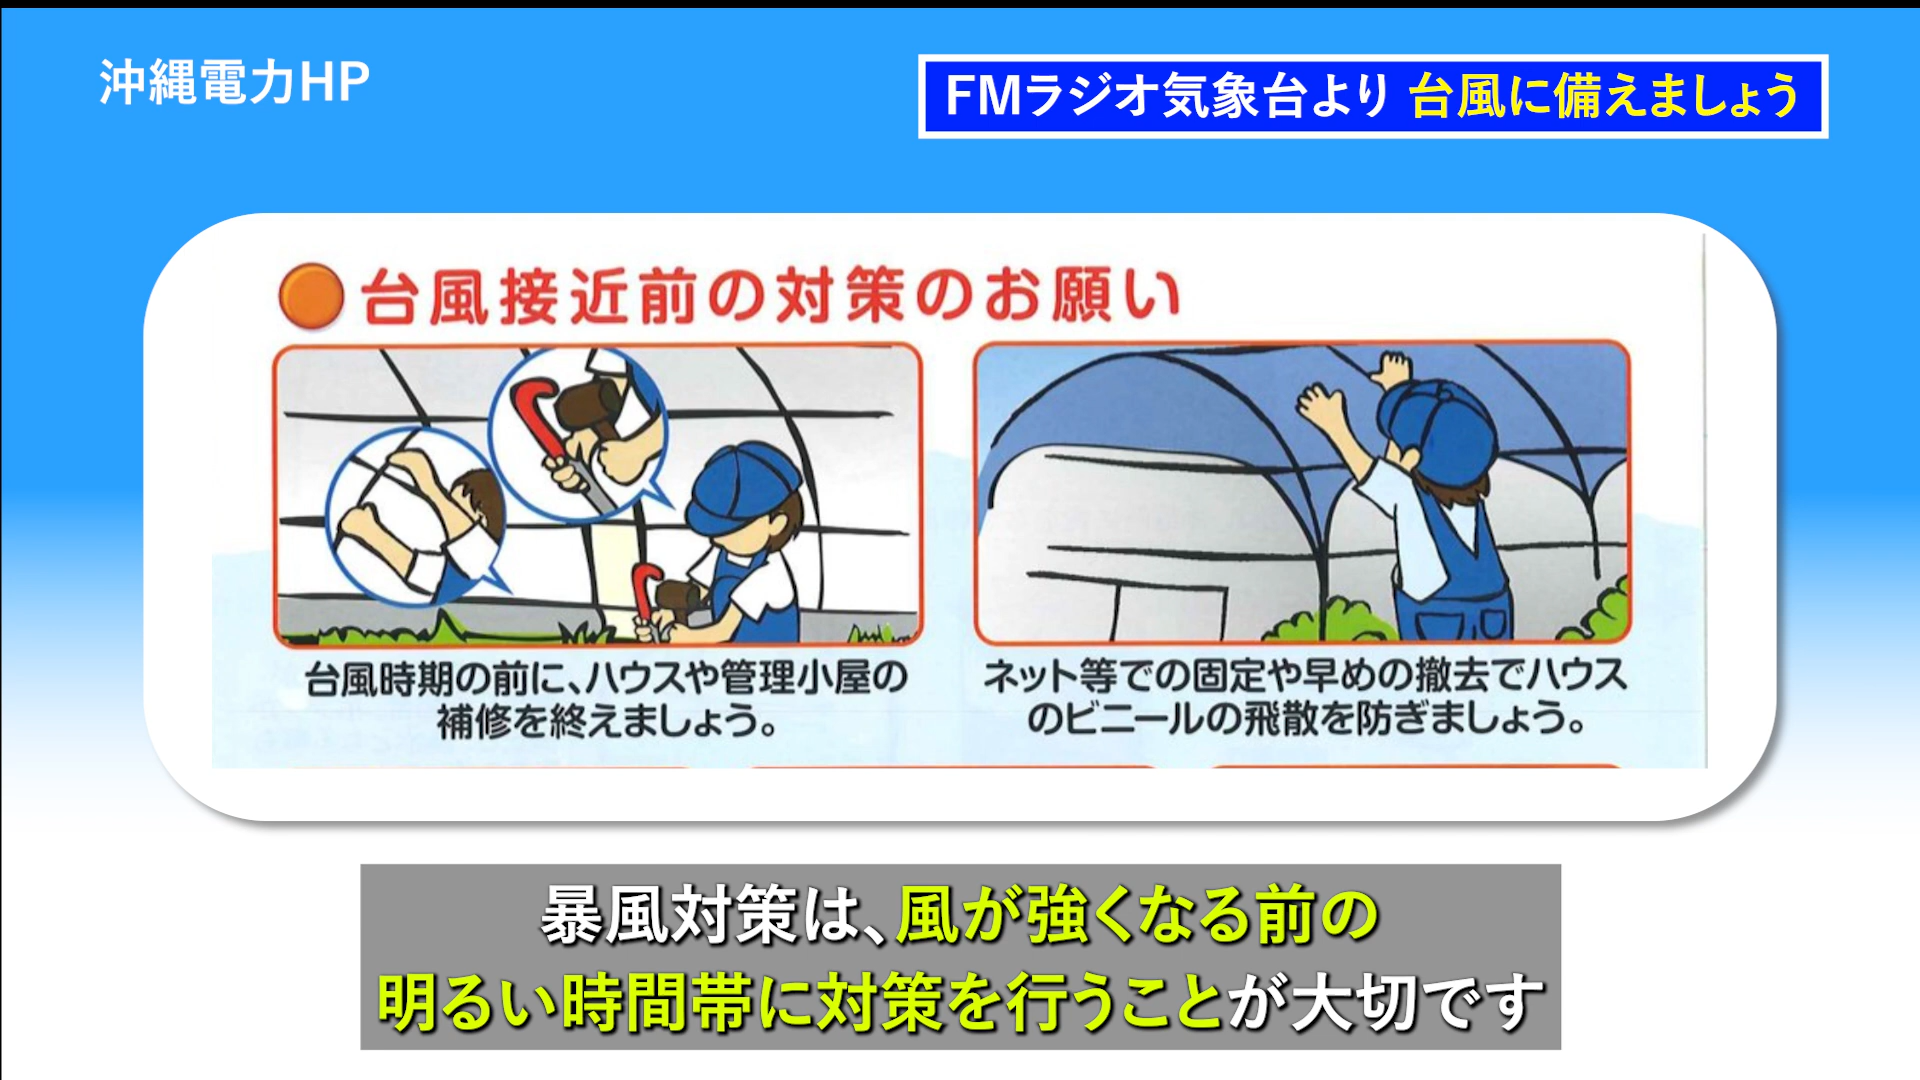 沖縄電力HP
FMラジオ気象台より 台風に備えましょう
台風接近前の対策のお願い
台風時期の前に、ハウスや管理小屋の
補修を終えましょう。
ネット等での固定や早めの撤去でハウス
のビニールの飛散を防ぎましょう。
暴風対策は、風が強くなる前の
明るい時間帯に対策を行うことが大切です